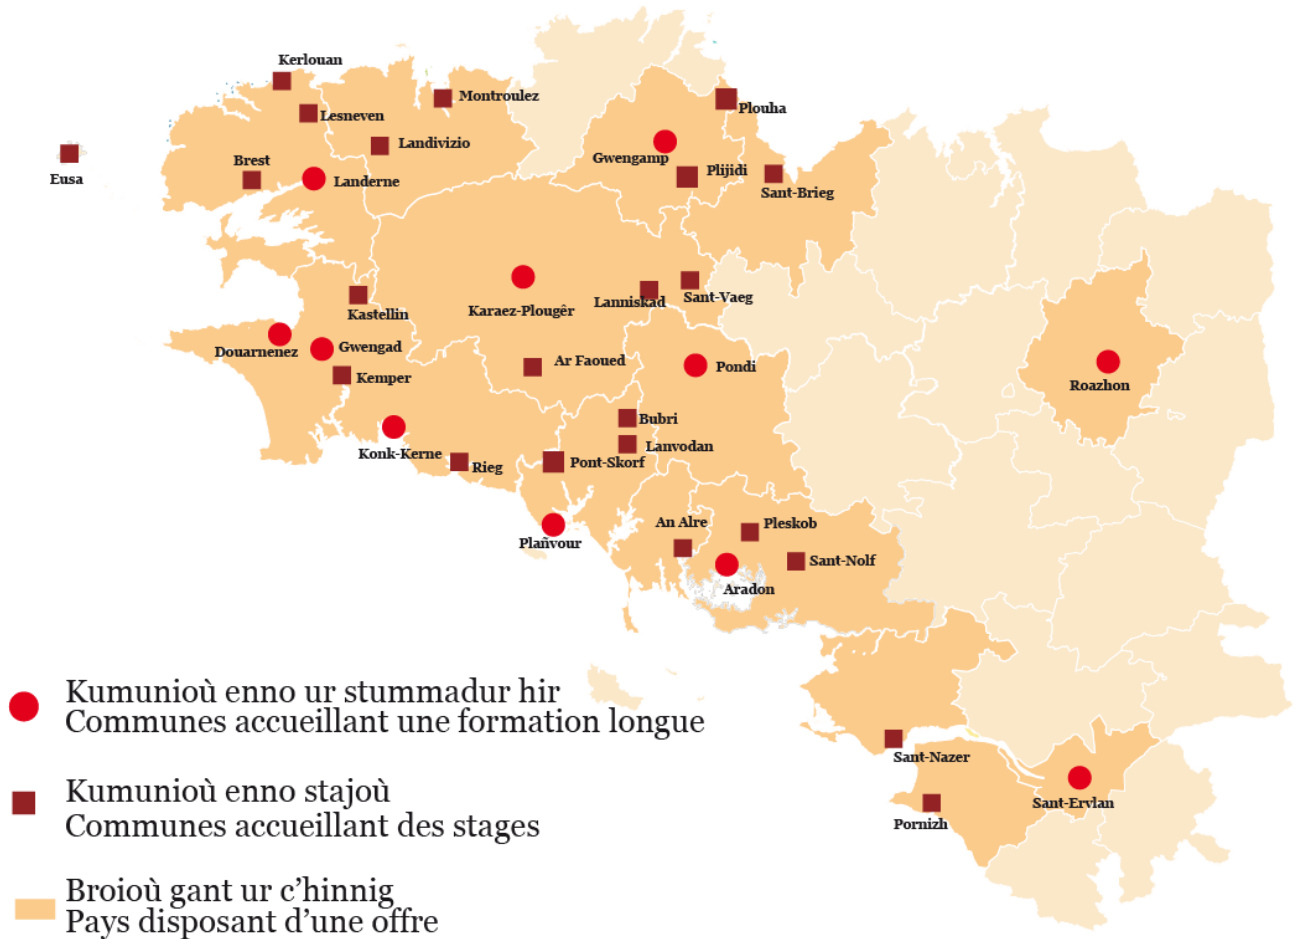 Kerlouan
Montroulez
Plouha
Lesneven
Landivizio
Brest
Gwengamp
Plijidi
Eusa
Landerne
Sant-Brieg
Lanniskad
Sant-Vaeg
Karaez-Plougêr
Kastellin
Douarnenez
Gwengad
Ar Faoued
Pondi
Kemper
Roazhon
Bubri
Lanvodan
Konk-Kerne
Rieg
Pont-Skorf
An Alre
Pleskob
Plañvour
Sant-Nolf
Aradon
Kumunioù enno ur stummadur hir
Communes accueillant une formation longue
Sant-Nazer
Kumunioù enno stajoù
Communes accueillant des stages
Sant-Ervlan
Pornizh
Broioù gant ur c’hinnig
Pays disposant d’une offre